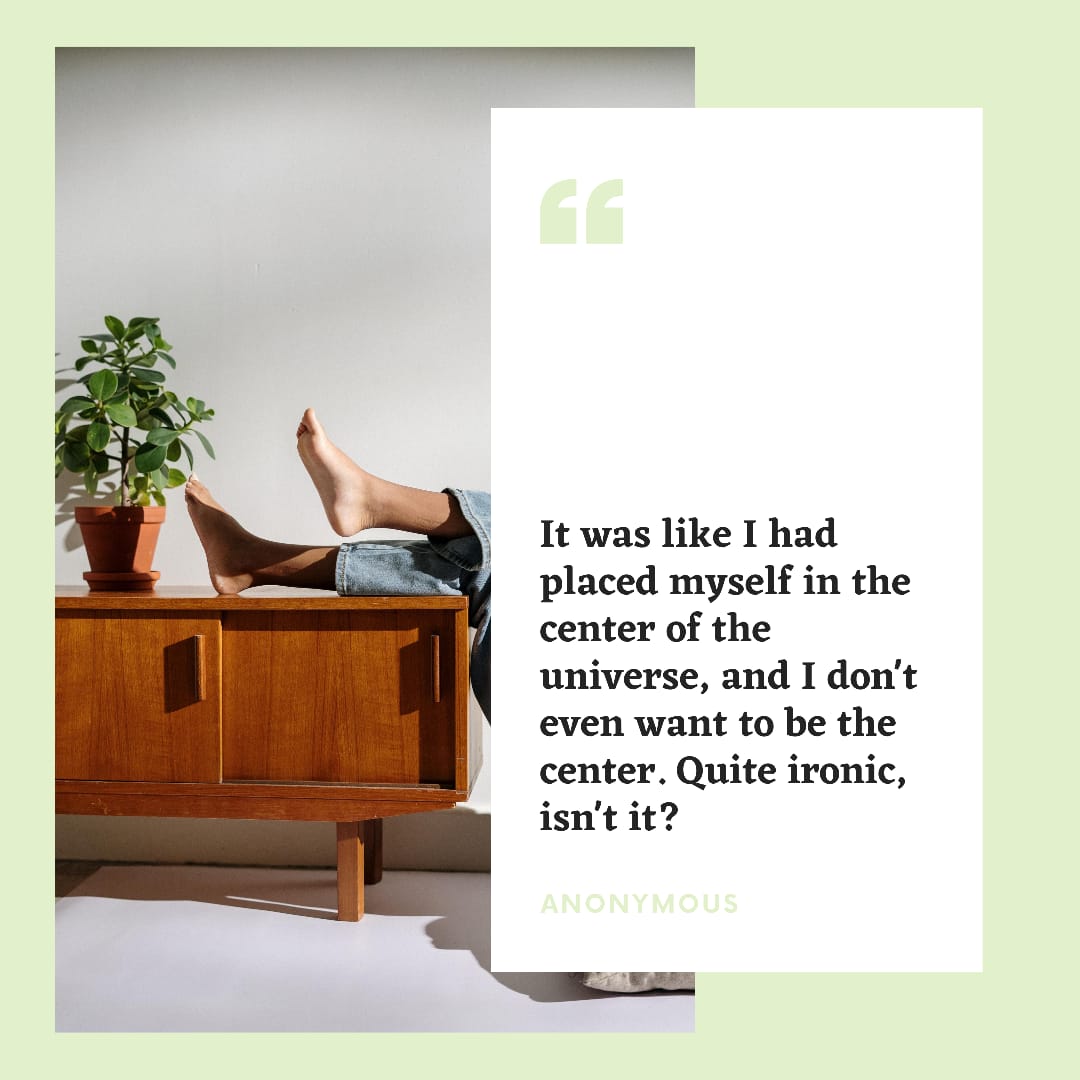 “
It was like I had
placed myself in the
center of the
universe, and I don't
even want to be the
center. Quite ironic,
isn't it?
ANONYMOUS